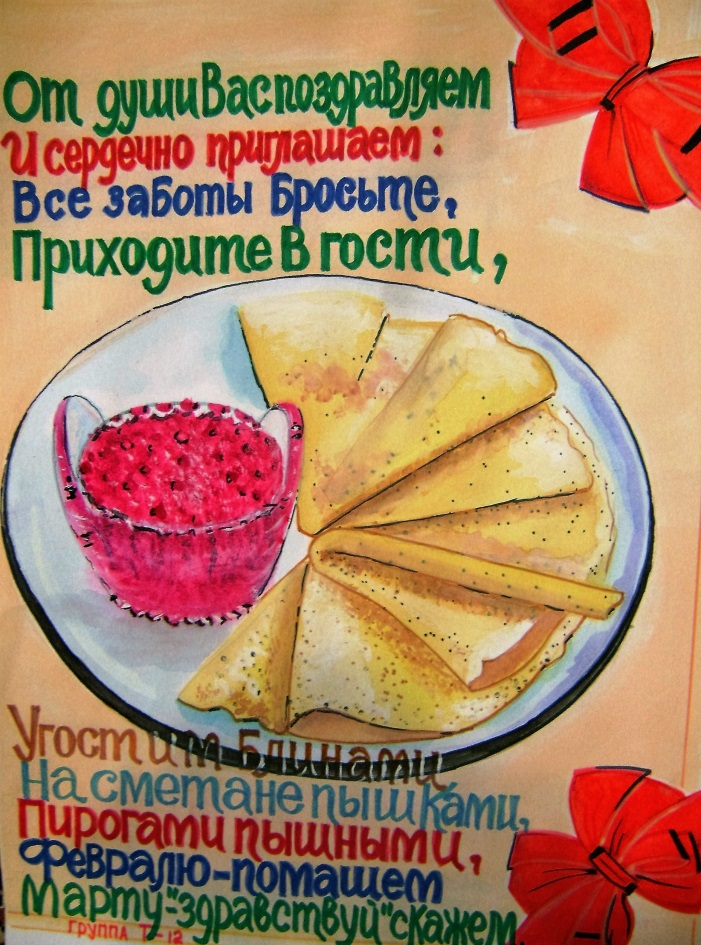 От души Вас поздравляем
И сердечно приглашаем:
Все заботы бросьте,
Приходите в гости,
Угостим блинами
На сметане пышками,
Пирогами пышными,
Февралю-помашем
Марту-"здравствуй" скажем.
группа Т-12